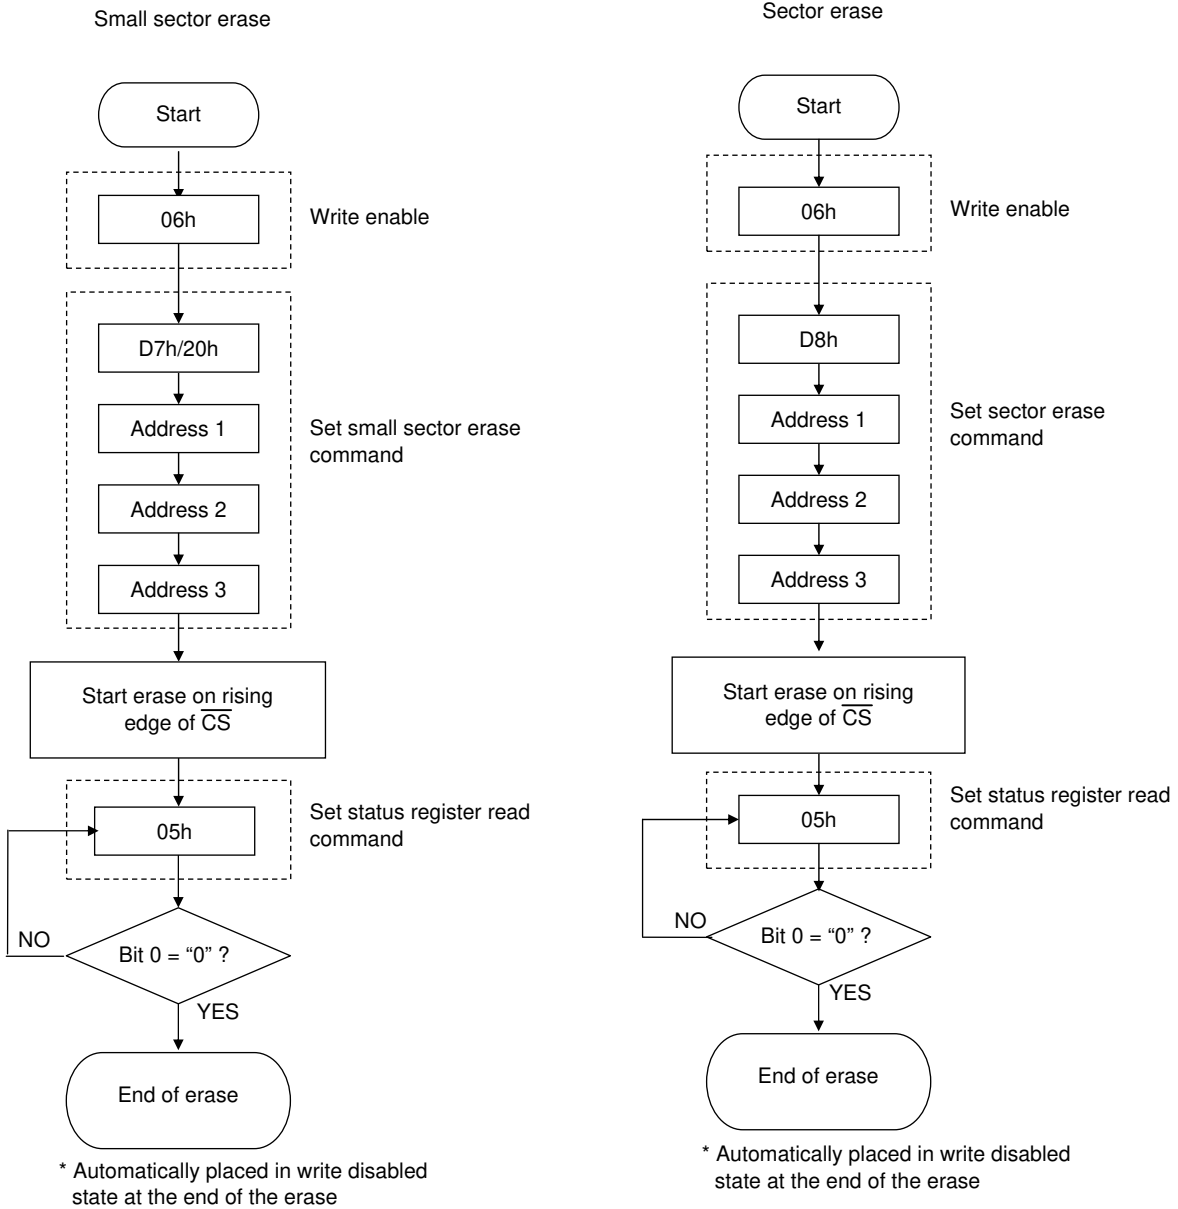 Small sector erase
Start
06h
Write enable
D7h/20h
Address 1
Address 2
Address 3
Set small sector erase
command
Start erase on rising
edge of C̅S̅
05h
Set status register read
command
NO
Bit 0 = “0” ?
YES
End of erase
* Automatically placed in write disabled
state at the end of the erase
Sector erase
Start
06h
Write enable
D8h
Address 1
Address 2
Address 3
Set sector erase
command
Start erase on rising
edge of C̅S̅
05h
Set status register read
command
NO
Bit 0 = “0” ?
YES
End of erase
* Automatically placed in write disabled
state at the end of the erase